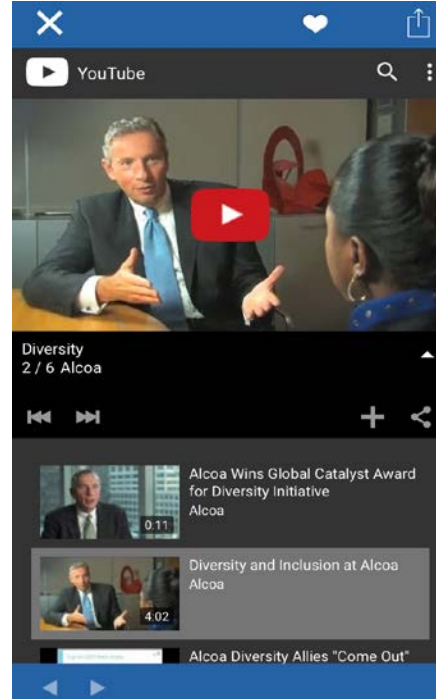 YouTube
Diversity
2 / 6 Alcoa
Alcoa Wins Global Catalyst Award
for Diversity Initiative
Alcoa
0:11
Diversity and Inclusion at Alcoa
Alcoa
4:02
Alcoa Diversity Allies "Come Out"